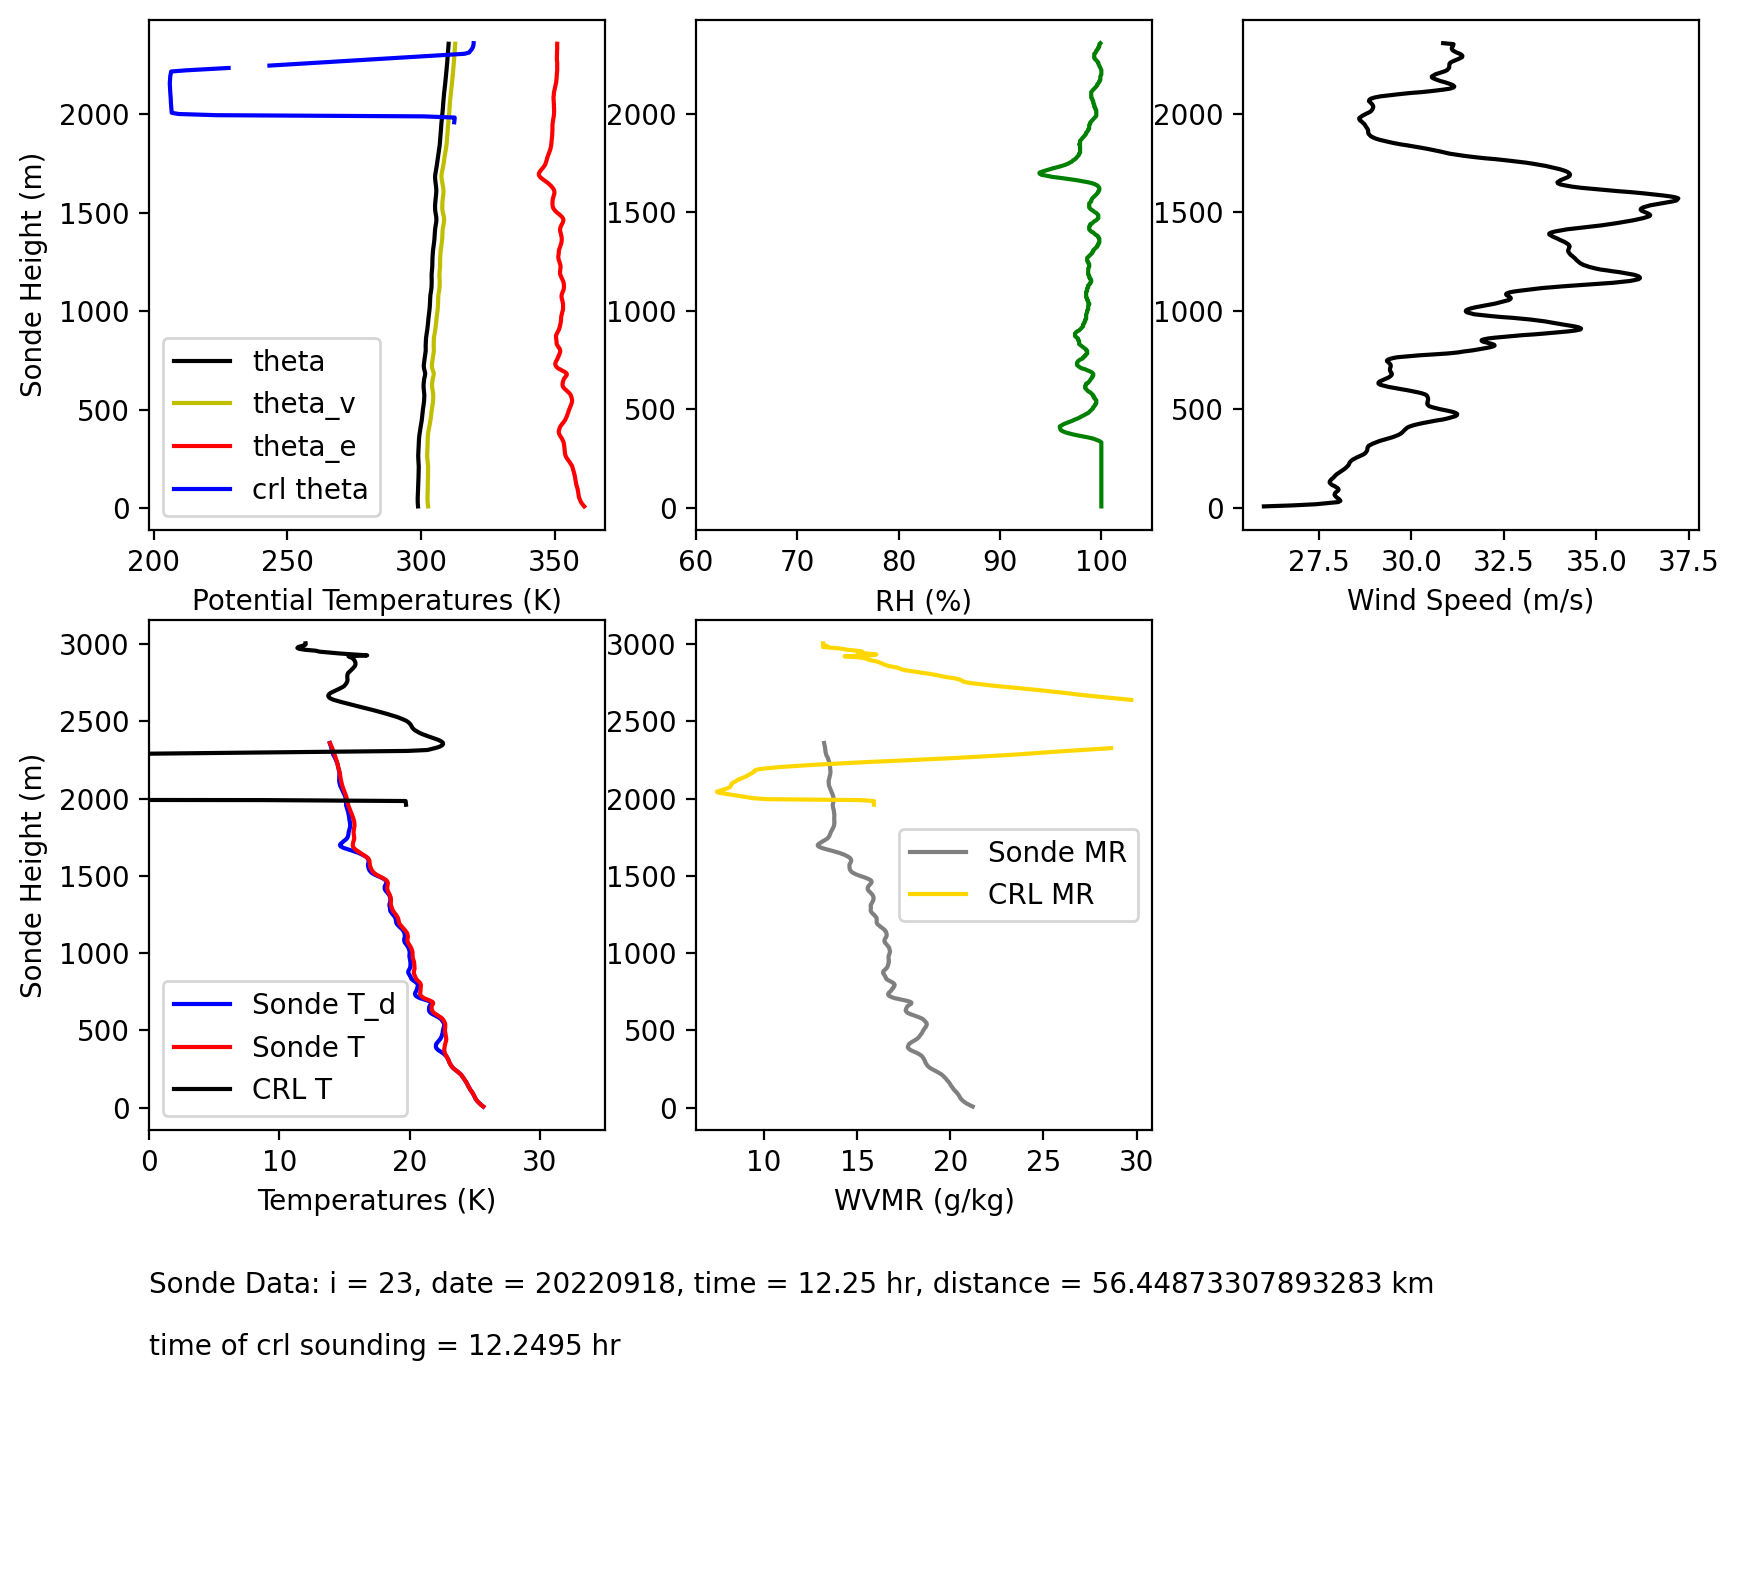 2000
1500
1000
500
0
Sonde Height (m)
200 250 300 350
Potential Temperatures (K)
theta
theta_v
theta_e
crl theta
2000
1500
1000
500
0
60 70 80 90 100
RH (%)
2000
1500
1000
500
0
27.5 30.0 32.5 35.0 37.5
Wind Speed (m/s)
3000
2500
2000
1500
1000
500
0
Sonde Height (m)
0 10 20 30
Temperatures (K)
Sonde T_d
Sonde T
CRL T
3000
2500
2000
1500
1000
500
0
10 15 20 25 30
WVMR (g/kg)
Sonde MR
CRL MR
Sonde Data: i = 23, date = 20220918, time = 12.25 hr, distance = 56.44873307893283 km
time of crl sounding = 12.2495 hr